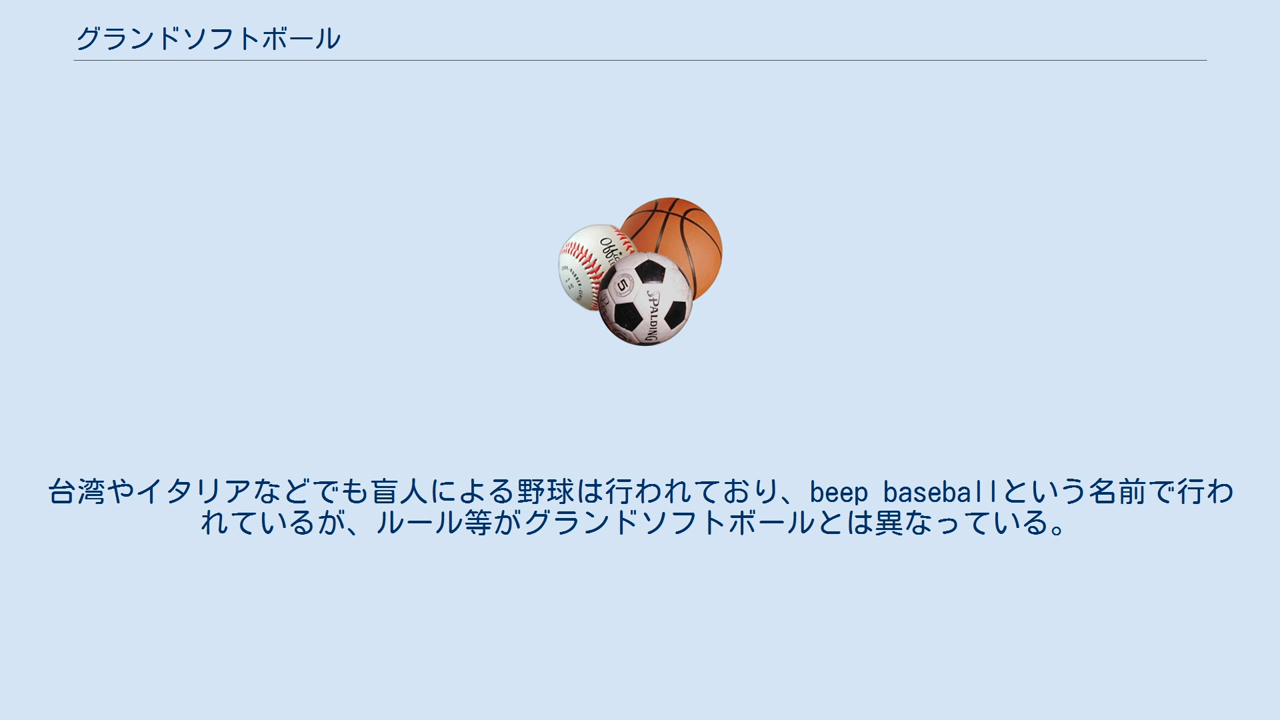 グランドソフトボール
Offic
5
SPALDING
台湾やイタリアなどでも盲人による野球は行われており、beep baseballという名前で行わ
れているが、ルール等がグランドソフトボールとは異なっている。